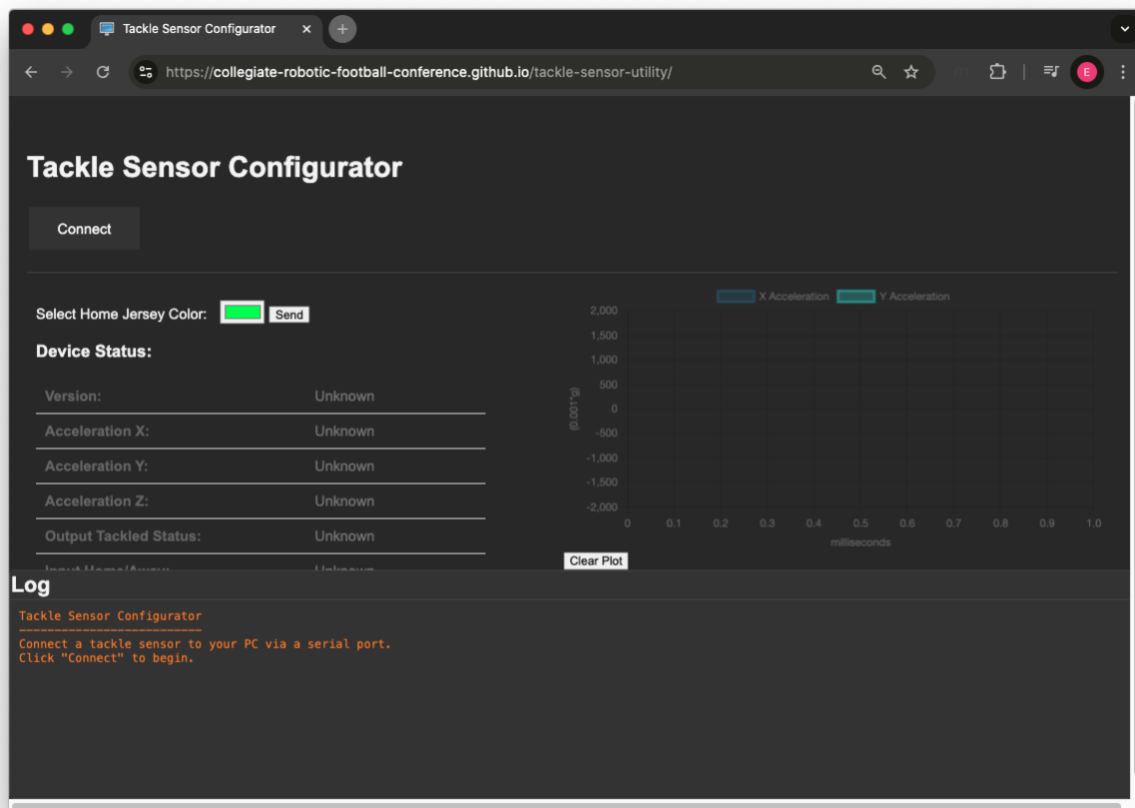 Tackle Sensor Configurator
https://collegiate-robotic-football-conference.github.io/tackle-sensor-utility/
E
Tackle Sensor Configurator
Connect
Select Home Jersey Color: Send
Device Status:
Version: Unknown
Acceleration X: Unknown
Acceleration Y: Unknown
Acceleration Z: Unknown
Output Tackled Status: Unknown
Input Home/Away: Unknown
X Acceleration Y Acceleration
2,000
1,500
1,000
500
0
-500
-1,000
-1,500
-2,000
(0.001*g)
0 0.1 0.2 0.3 0.4 0.5 0.6 0.7 0.8 0.9 1.0
milliseconds
Clear Plot
Log
Tackle Sensor Configurator
--------------------------
Connect a tackle sensor to your PC via a serial port.
Click "Connect" to begin.